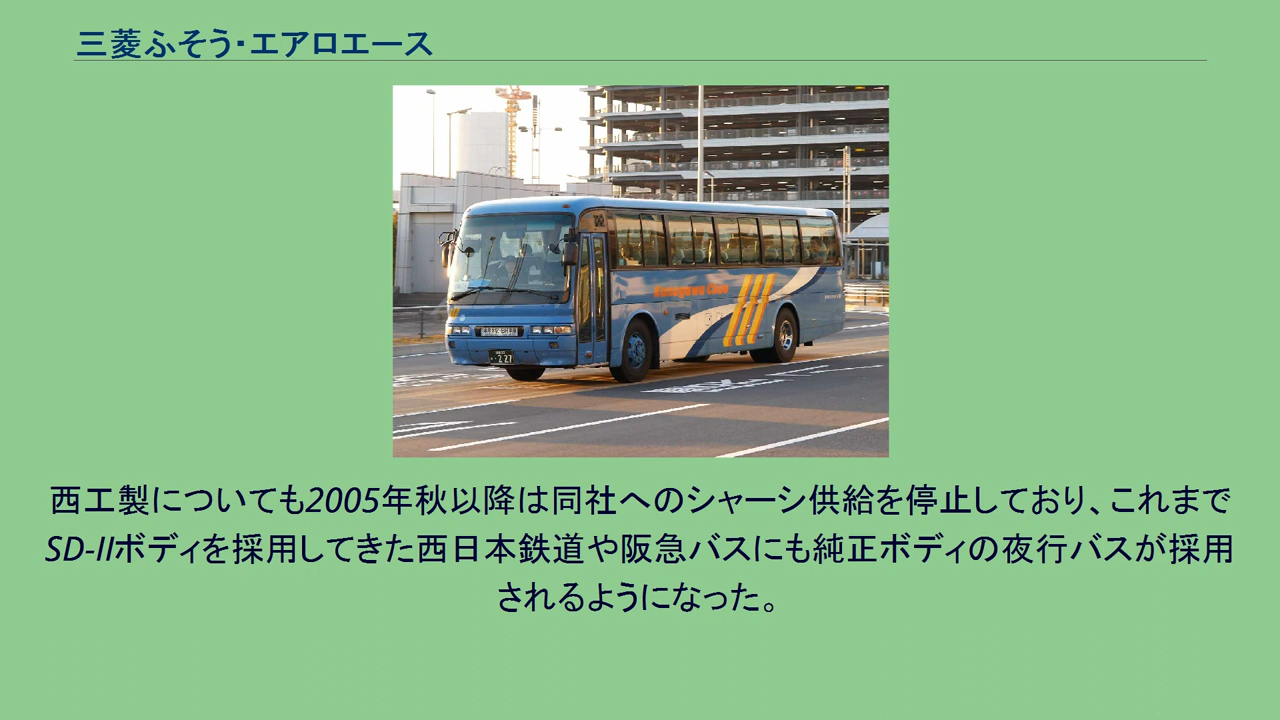 三菱ふそう・エアロエース
227
西工製についても2005年秋以降は同社へのシャーシ供給を停止しており、これまで
SD-IIボディを採用してきた西日本鉄道や阪急バスにも純正ボディの夜行バスが採用
されるようになった。